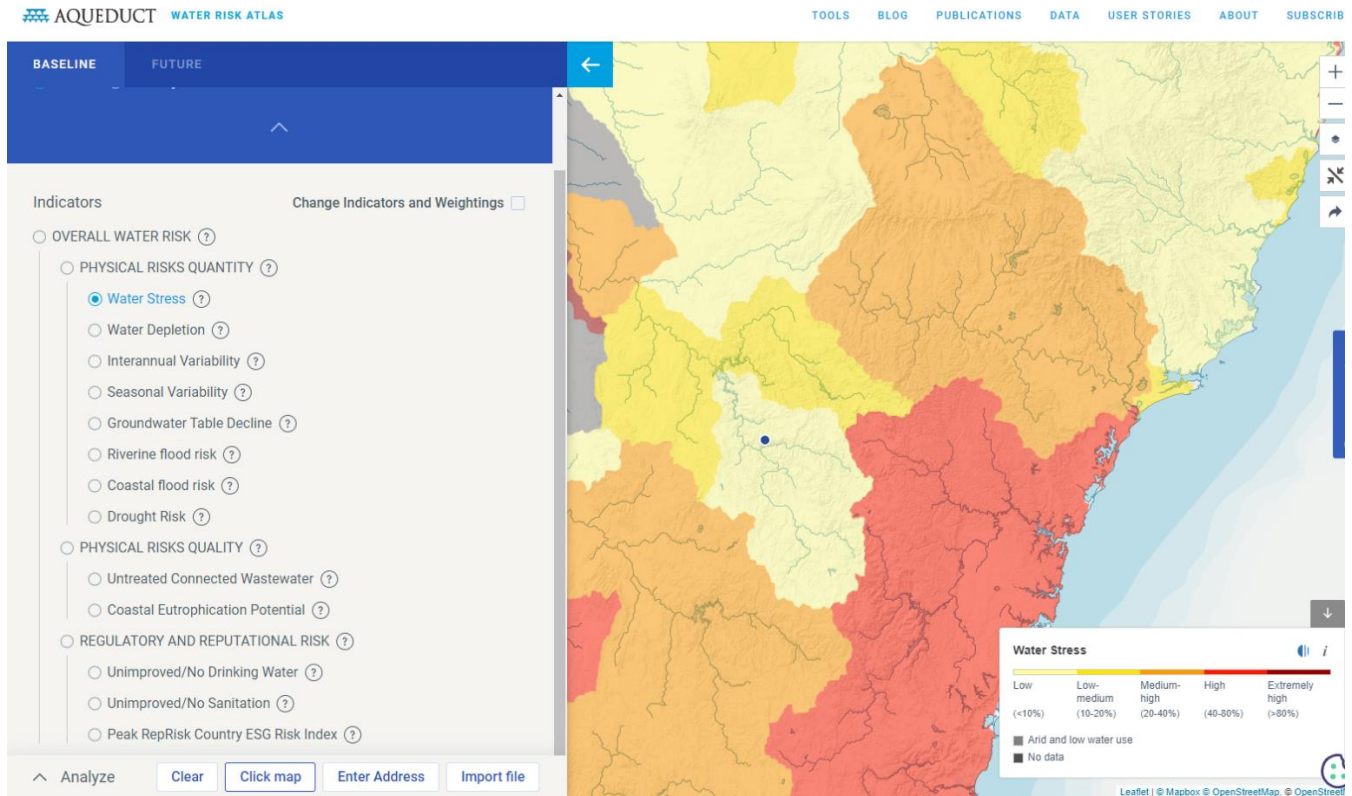 AQUEDUCT WATER RISK ATLAS
TOOLS BLOG PUBLICATIONS DATA USER STORIES ABOUT SUBSCRIB
BASELINE FUTURE
Indicators Change Indicators and Weightings
OVERALL WATER RISK ?
PHYSICAL RISKS QUANTITY ?
Water Stress ?
Water Depletion ?
Interannual Variability ?
Seasonal Variability ?
Groundwater Table Decline ?
Riverine flood risk ?
Coastal flood risk ?
Drought Risk ?
PHYSICAL RISKS QUALITY ?
Untreated Connected Wastewater ?
Coastal Eutrophication Potential ?
REGULATORY AND REPUTATIONAL RISK ?
Unimproved/No Drinking Water ?
Unimproved/No Sanitation ?
Peak RepRisk Country ESG Risk Index ?
Analyze Clear Click map Enter Address Import file
Water Stress i
Low Low-medium Medium-high High Extremely high
(<10%) (10-20%) (20-40%) (40-80%) (>80%)
Arid and low water use
No data
Leaflet | © Mapbox © OpenStreetMap, © OpenStreetM